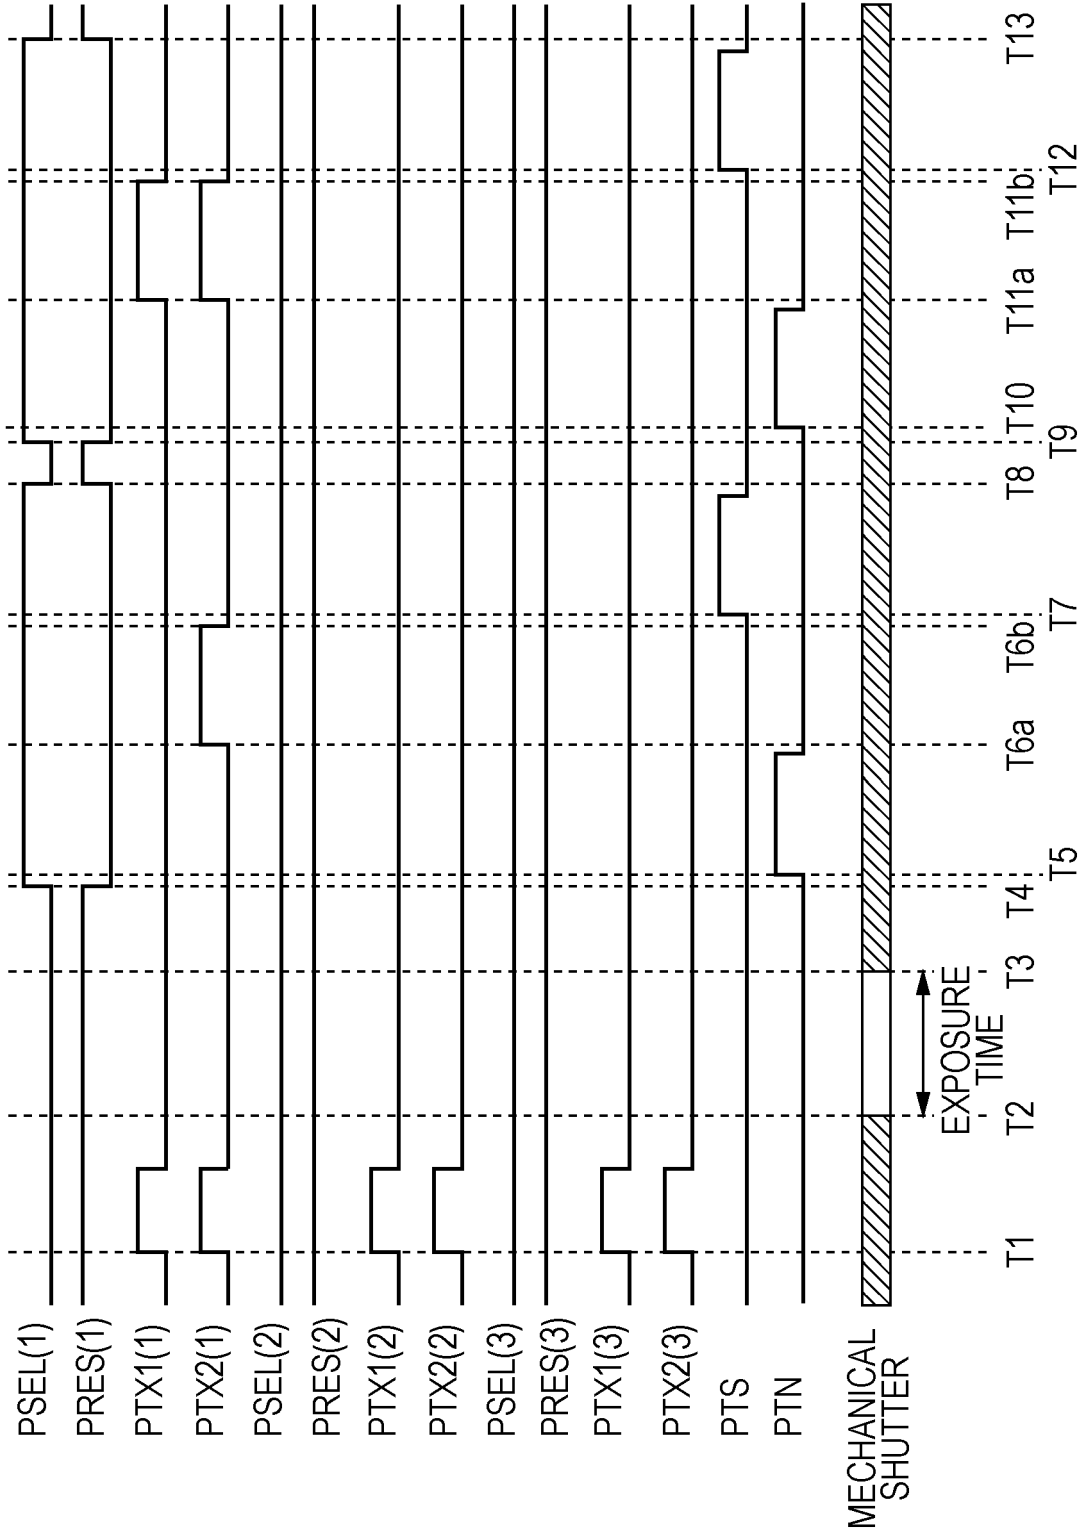 PSEL(1)
PRES(1)
PTX1(1)
PTX2(1)
PSEL(2)
PRES(2)
PTX1(2)
PTX2(2)
PSEL(3)
PRES(3)
PTX1(3)
PTX2(3)
PTS
PTN
MECHANICAL
SHUTTER
EXPOSURE
TIME
T1
T2
T3
T4
T5
T6a
T6b
T7
T8
T9
T10
T11a
T11b
T12
T13